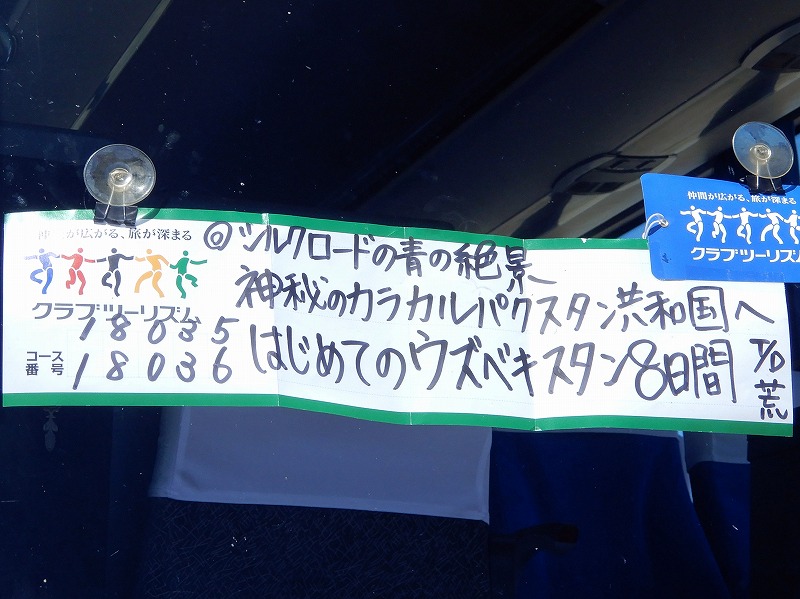 仲間が広がる、旅が深まる
クラブツーリズム
18035
コース番号 18036
@シルクロードの青の絶景
神秘のカラカルパクスタン共和国へ
はじめてのウズベキスタン8日間
T/D 荒
仲間が広がる、旅が深まる
クラブツーリズム